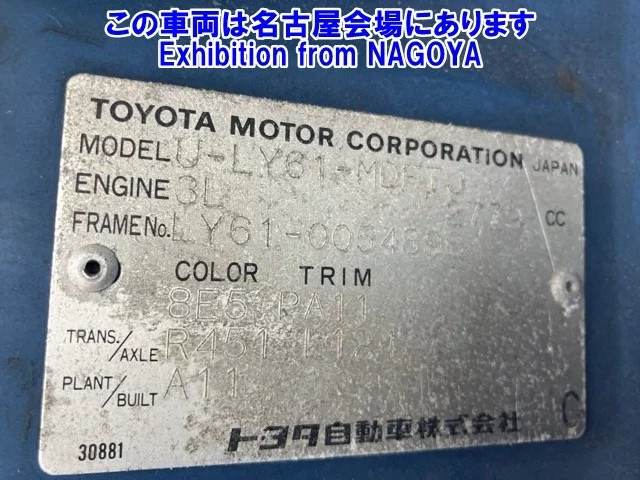 この車両は名古屋会場にあります
Exhibition from NAGOYA
TOYOTA MOTOR CORPORATION JAPAN
MODEL U-LY61-MDPTJ
ENGINE 3L CC
FRAME No.
COLOR TRIM
8E5 PA11
TRANS./AXLE R451
PLANT/BUILT A11
C
トヨタ自動車株式会社
30881